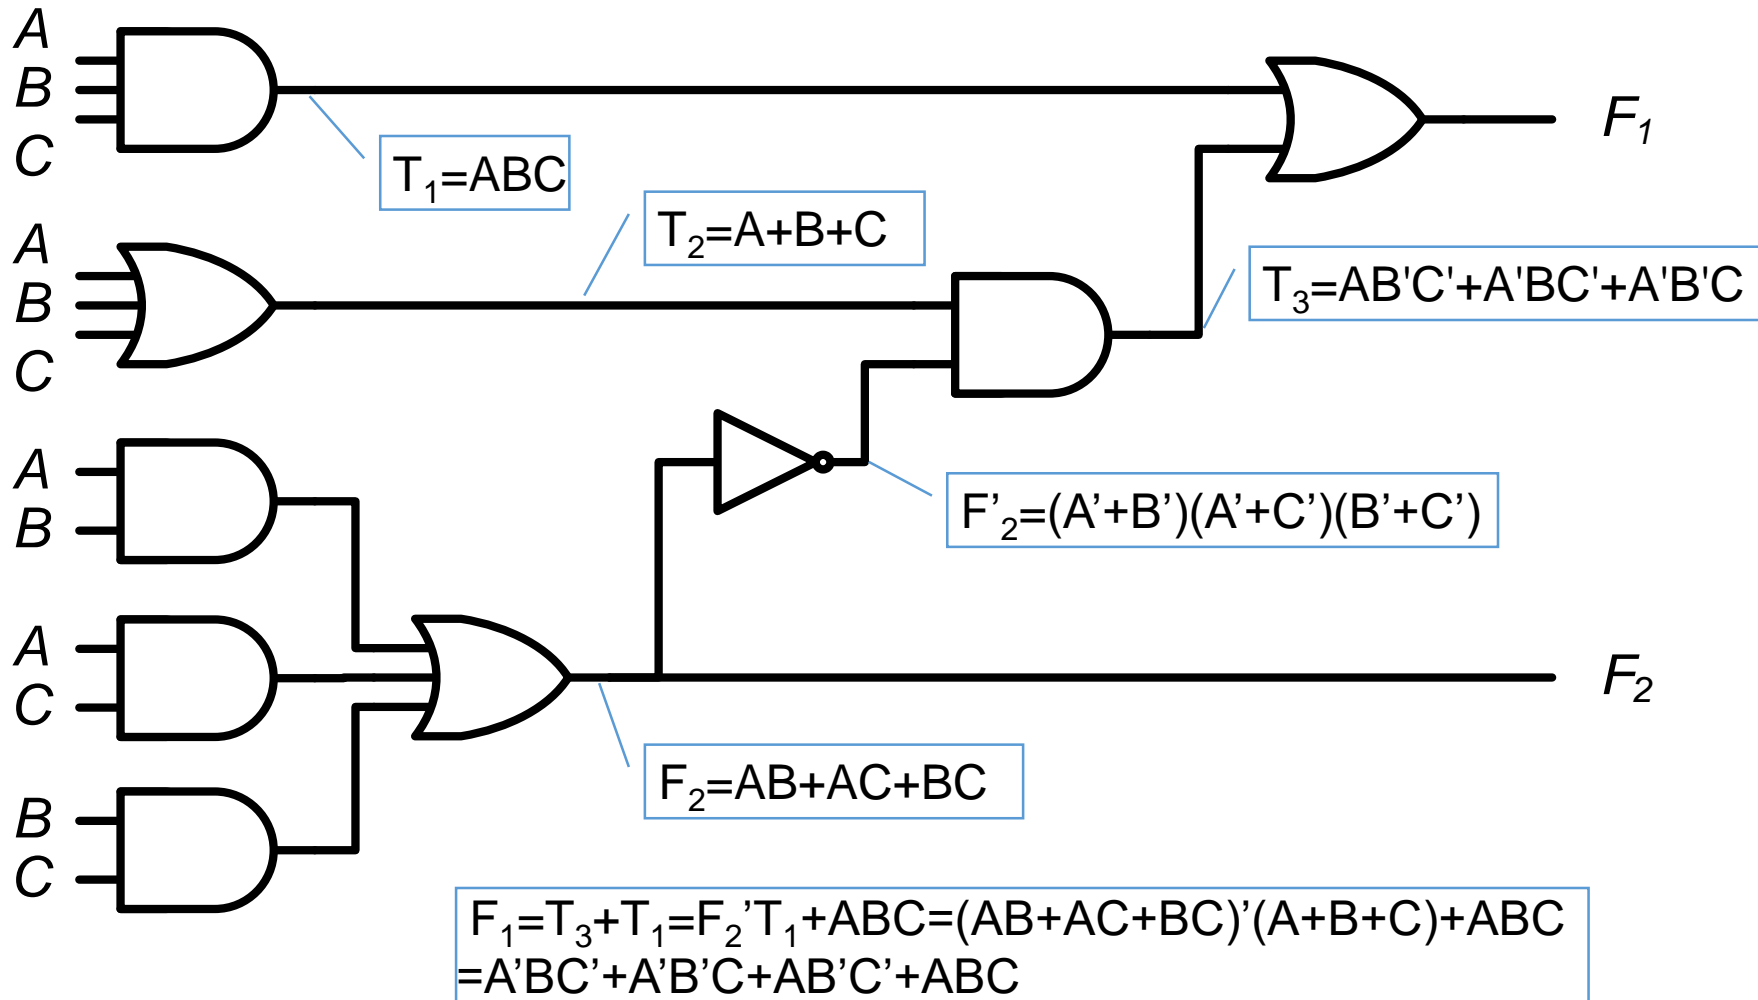 A
B
C
F₁
T₁=ABC
T₂=A+B+C
A
B
C
T₃=AB'C'+A'BC'+A'B'C
A
B
F’₂=(A’+B’)(A’+C’)(B’+C’)
A
C
F₂
F₂=AB+AC+BC
B
C
F₁=T₃+T₁=F₂’T₁+ABC=(AB+AC+BC)’(A+B+C)+ABC
=A’BC’+A’B’C+AB’C’+ABC